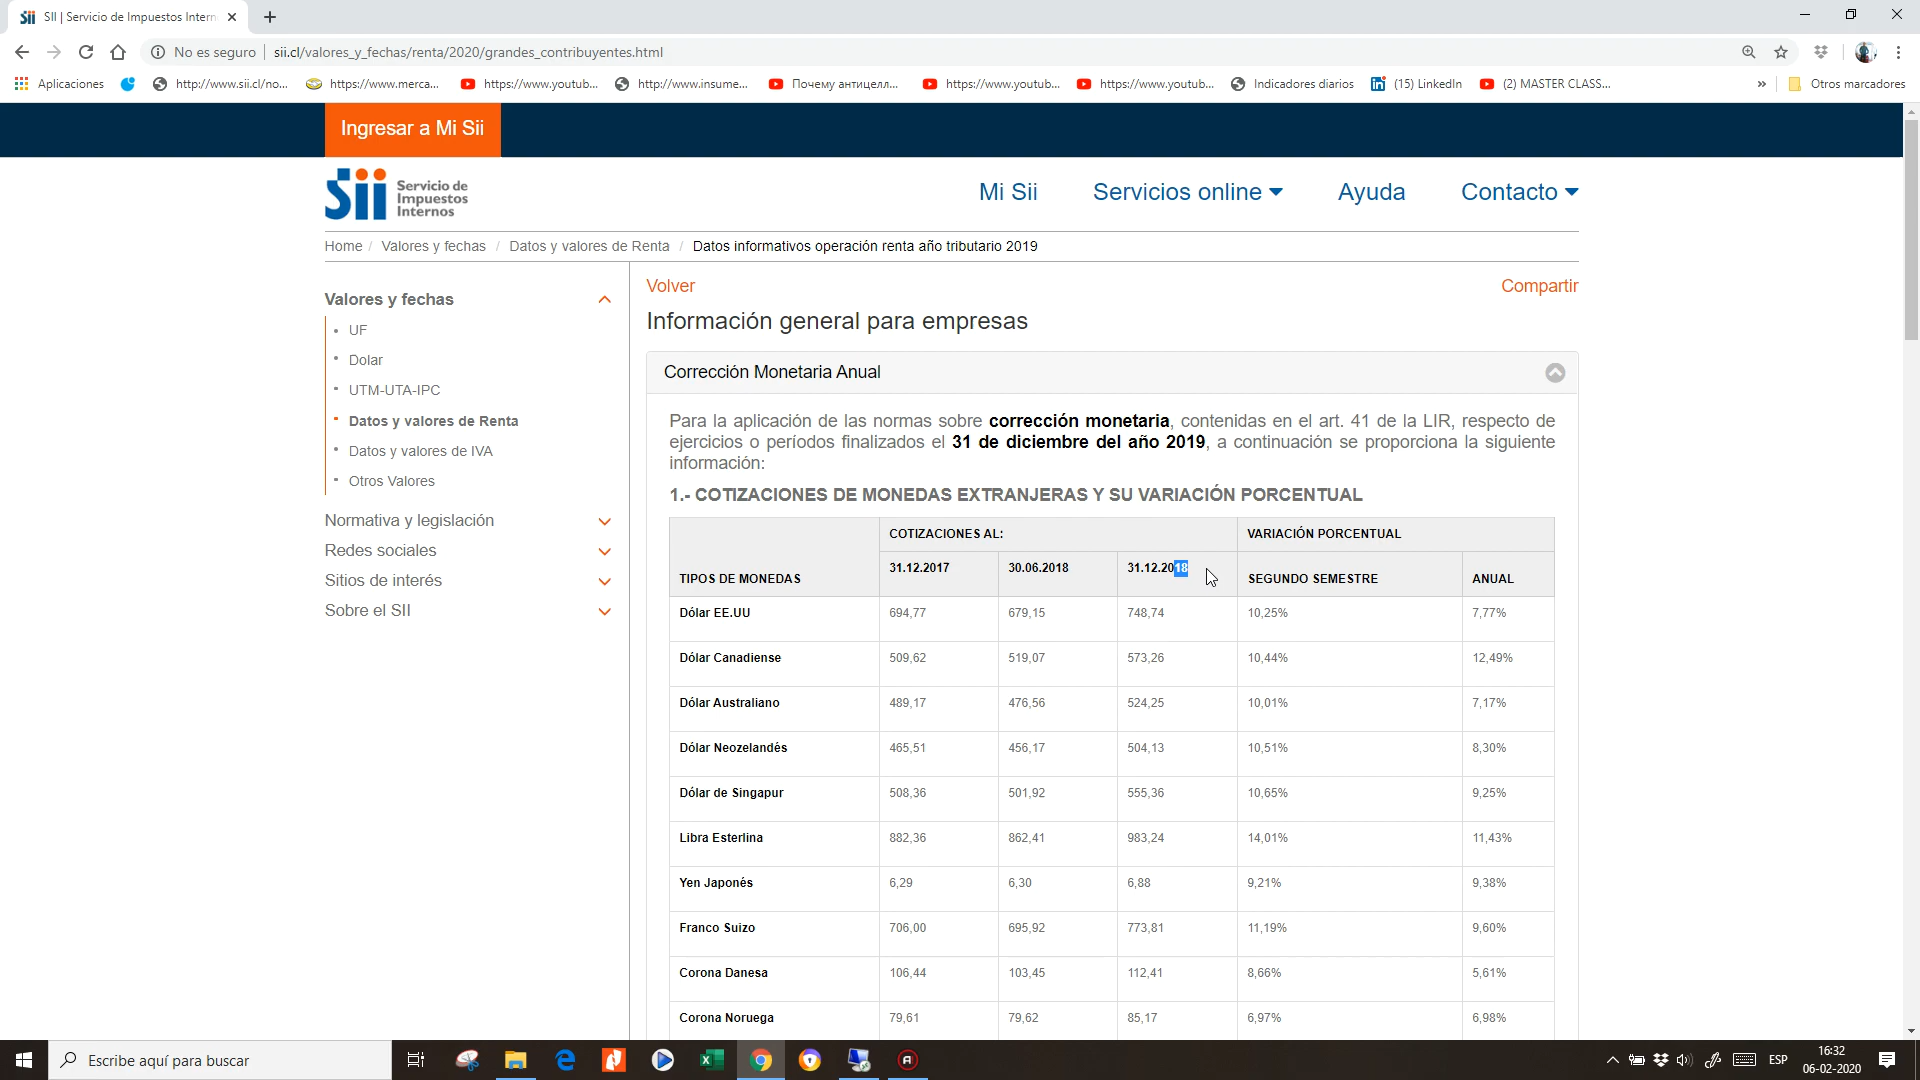 SII | Servicio de Impuestos Intern
No es seguro
sii.cl/valores_y_fechas/renta/2020/grandes_contribuyentes.html
Aplicaciones
http://www.sii.cl/no...
https://www.merca...
https://www.youtub...
http://www.insume...
Почему антицелл...
https://www.youtub...
https://www.youtub...
Indicadores diarios
(15) LinkedIn
(2) MASTER CLASS...
»
Otros marcadores
Ingresar a Mi Sii
Sii Servicio de
Impuestos
Internos
Mi Sii
Servicios online
Ayuda
Contacto
Home / Valores y fechas / Datos y valores de Renta / Datos informativos operación renta año tributario 2019
Valores y fechas
UF
Dolar
UTM-UTA-IPC
Datos y valores de Renta
Datos y valores de IVA
Otros Valores
Normativa y legislación
Redes sociales
Sitios de interés
Sobre el SII
Volver
Compartir
Información general para empresas
Corrección Monetaria Anual
Para la aplicación de las normas sobre corrección monetaria, contenidas en el art. 41 de la LIR, respecto de
ejercicios o períodos finalizados el 31 de diciembre del año 2019, a continuación se proporciona la siguiente
información:
1.- COTIZACIONES DE MONEDAS EXTRANJERAS Y SU VARIACIÓN PORCENTUAL
COTIZACIONES AL: VARIACIÓN PORCENTUAL
TIPOS DE MONEDAS 31.12.2017 30.06.2018 31.12.2018 SEGUNDO SEMESTRE ANUAL
Dólar EE.UU 694,77 679,15 748,74 10,25% 7,77%
Dólar Canadiense 509,62 519,07 573,26 10,44% 12,49%
Dólar Australiano 489,17 476,56 524,25 10,01% 7,17%
Dólar Neozelandés 465,51 456,17 504,13 10,51% 8,30%
Dólar de Singapur 508,36 501,92 555,36 10,65% 9,25%
Libra Esterlina 882,36 862,41 983,24 14,01% 11,43%
Yen Japonés 6,29 6,30 6,88 9,21% 9,38%
Franco Suizo 706,00 695,92 773,81 11,19% 9,60%
Corona Danesa 106,44 103,45 112,41 8,66% 5,61%
Corona Noruega 79,61 79,62 85,17 6,97% 6,98%
Escribe aquí para buscar
ESP
16:32
06-02-2020